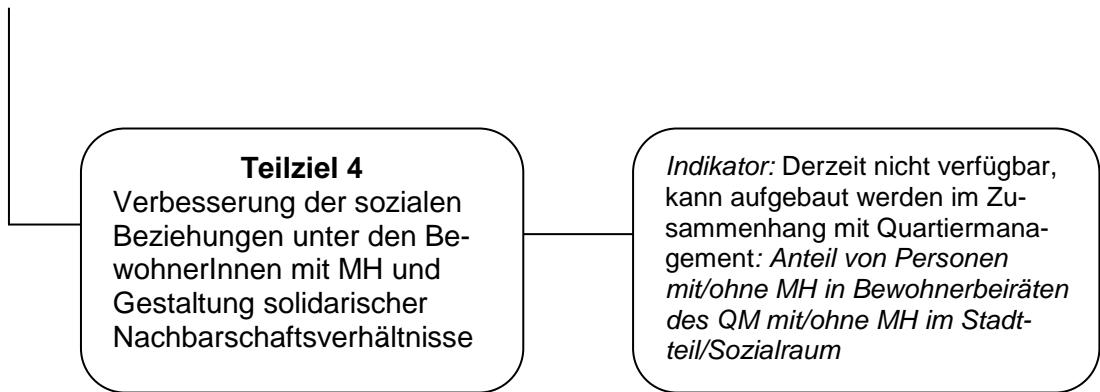 Teilziel 4
Verbesserung der sozialen
Beziehungen unter den Be-
wohnerInnen mit MH und
Gestaltung solidarischer
Nachbarschaftsverhältnisse
Indikator: Derzeit nicht verfügbar,
kann aufgebaut werden im Zu-
sammenhang mit Quartiermana-
gement: Anteil von Personen
mit/ohne MH in Bewohnerbeiräten
des QM mit/ohne MH im Stadt-
teil/Sozialraum